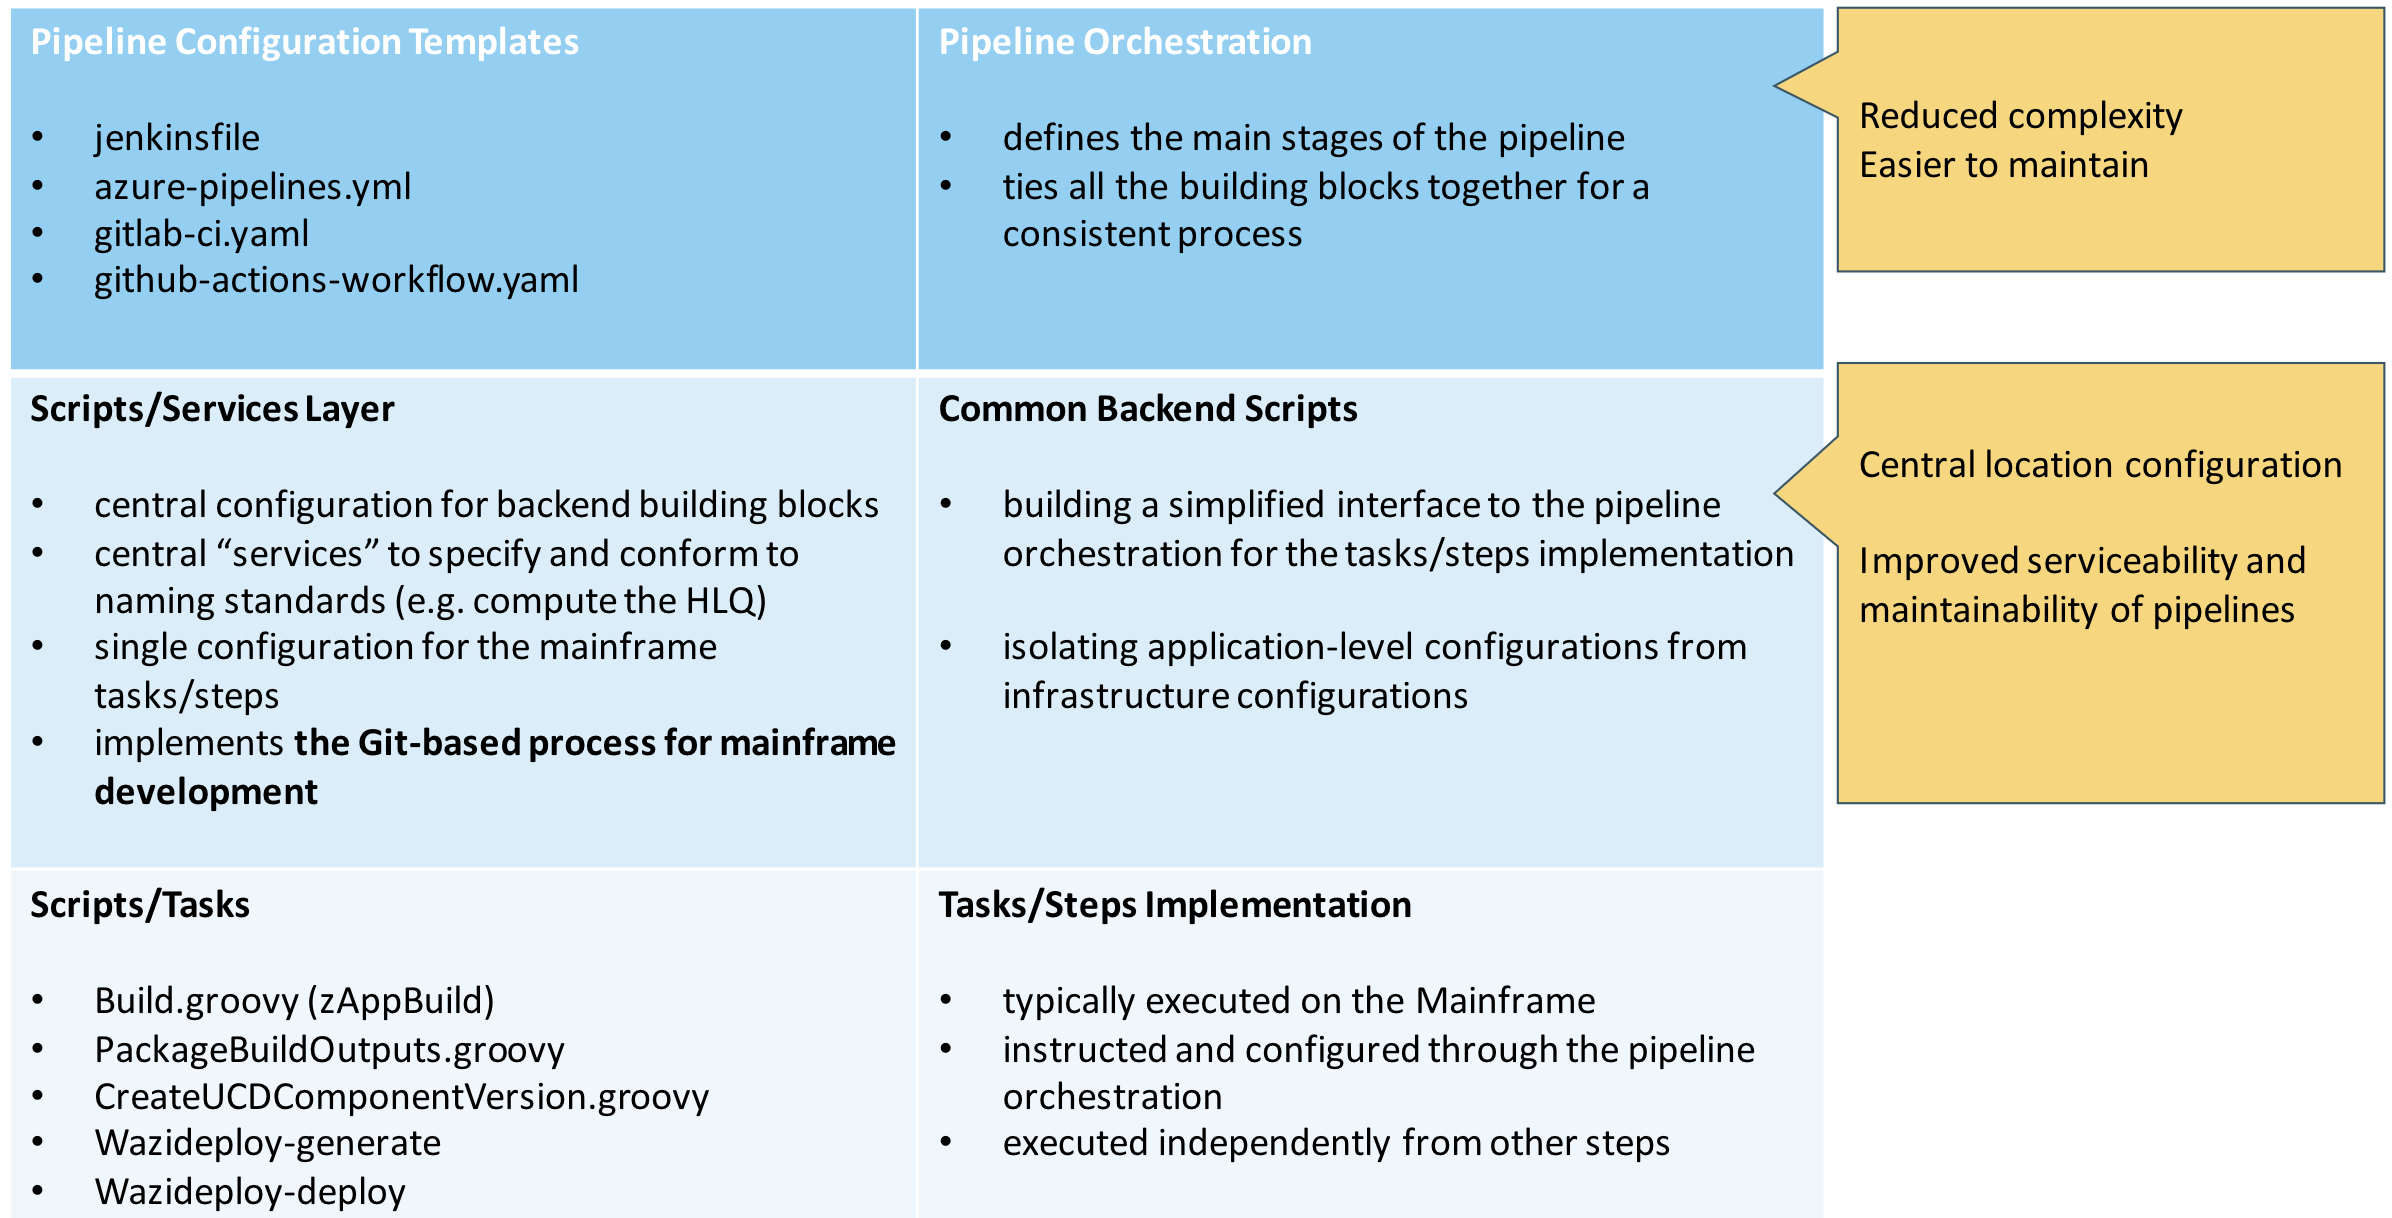 Pipeline Configuration Templates
• jenkinsfile
• azure-pipelines.yml
• gitlab-ci.yaml
• github-actions-workflow.yaml
Pipeline Orchestration
• defines the main stages of the pipeline
• ties all the building blocks together for a
consistent process
Reduced complexity
Easier to maintain
Scripts/Services Layer
• central configuration for backend building blocks
• central “services” to specify and conform to
naming standards (e.g. compute the HLQ)
• single configuration for the mainframe
tasks/steps
• implements the Git-based process for mainframe
development
Common Backend Scripts
• building a simplified interface to the pipeline
orchestration for the tasks/steps implementation
• isolating application-level configurations from
infrastructure configurations
Central location configuration
Improved serviceability and
maintainability of pipelines
Scripts/Tasks
• Build.groovy (zAppBuild)
• PackageBuildOutputs.groovy
• CreateUCDComponentVersion.groovy
• Wazideploy-generate
• Wazideploy-deploy
Tasks/Steps Implementation
• typically executed on the Mainframe
• instructed and configured through the pipeline
orchestration
• executed independently from other steps